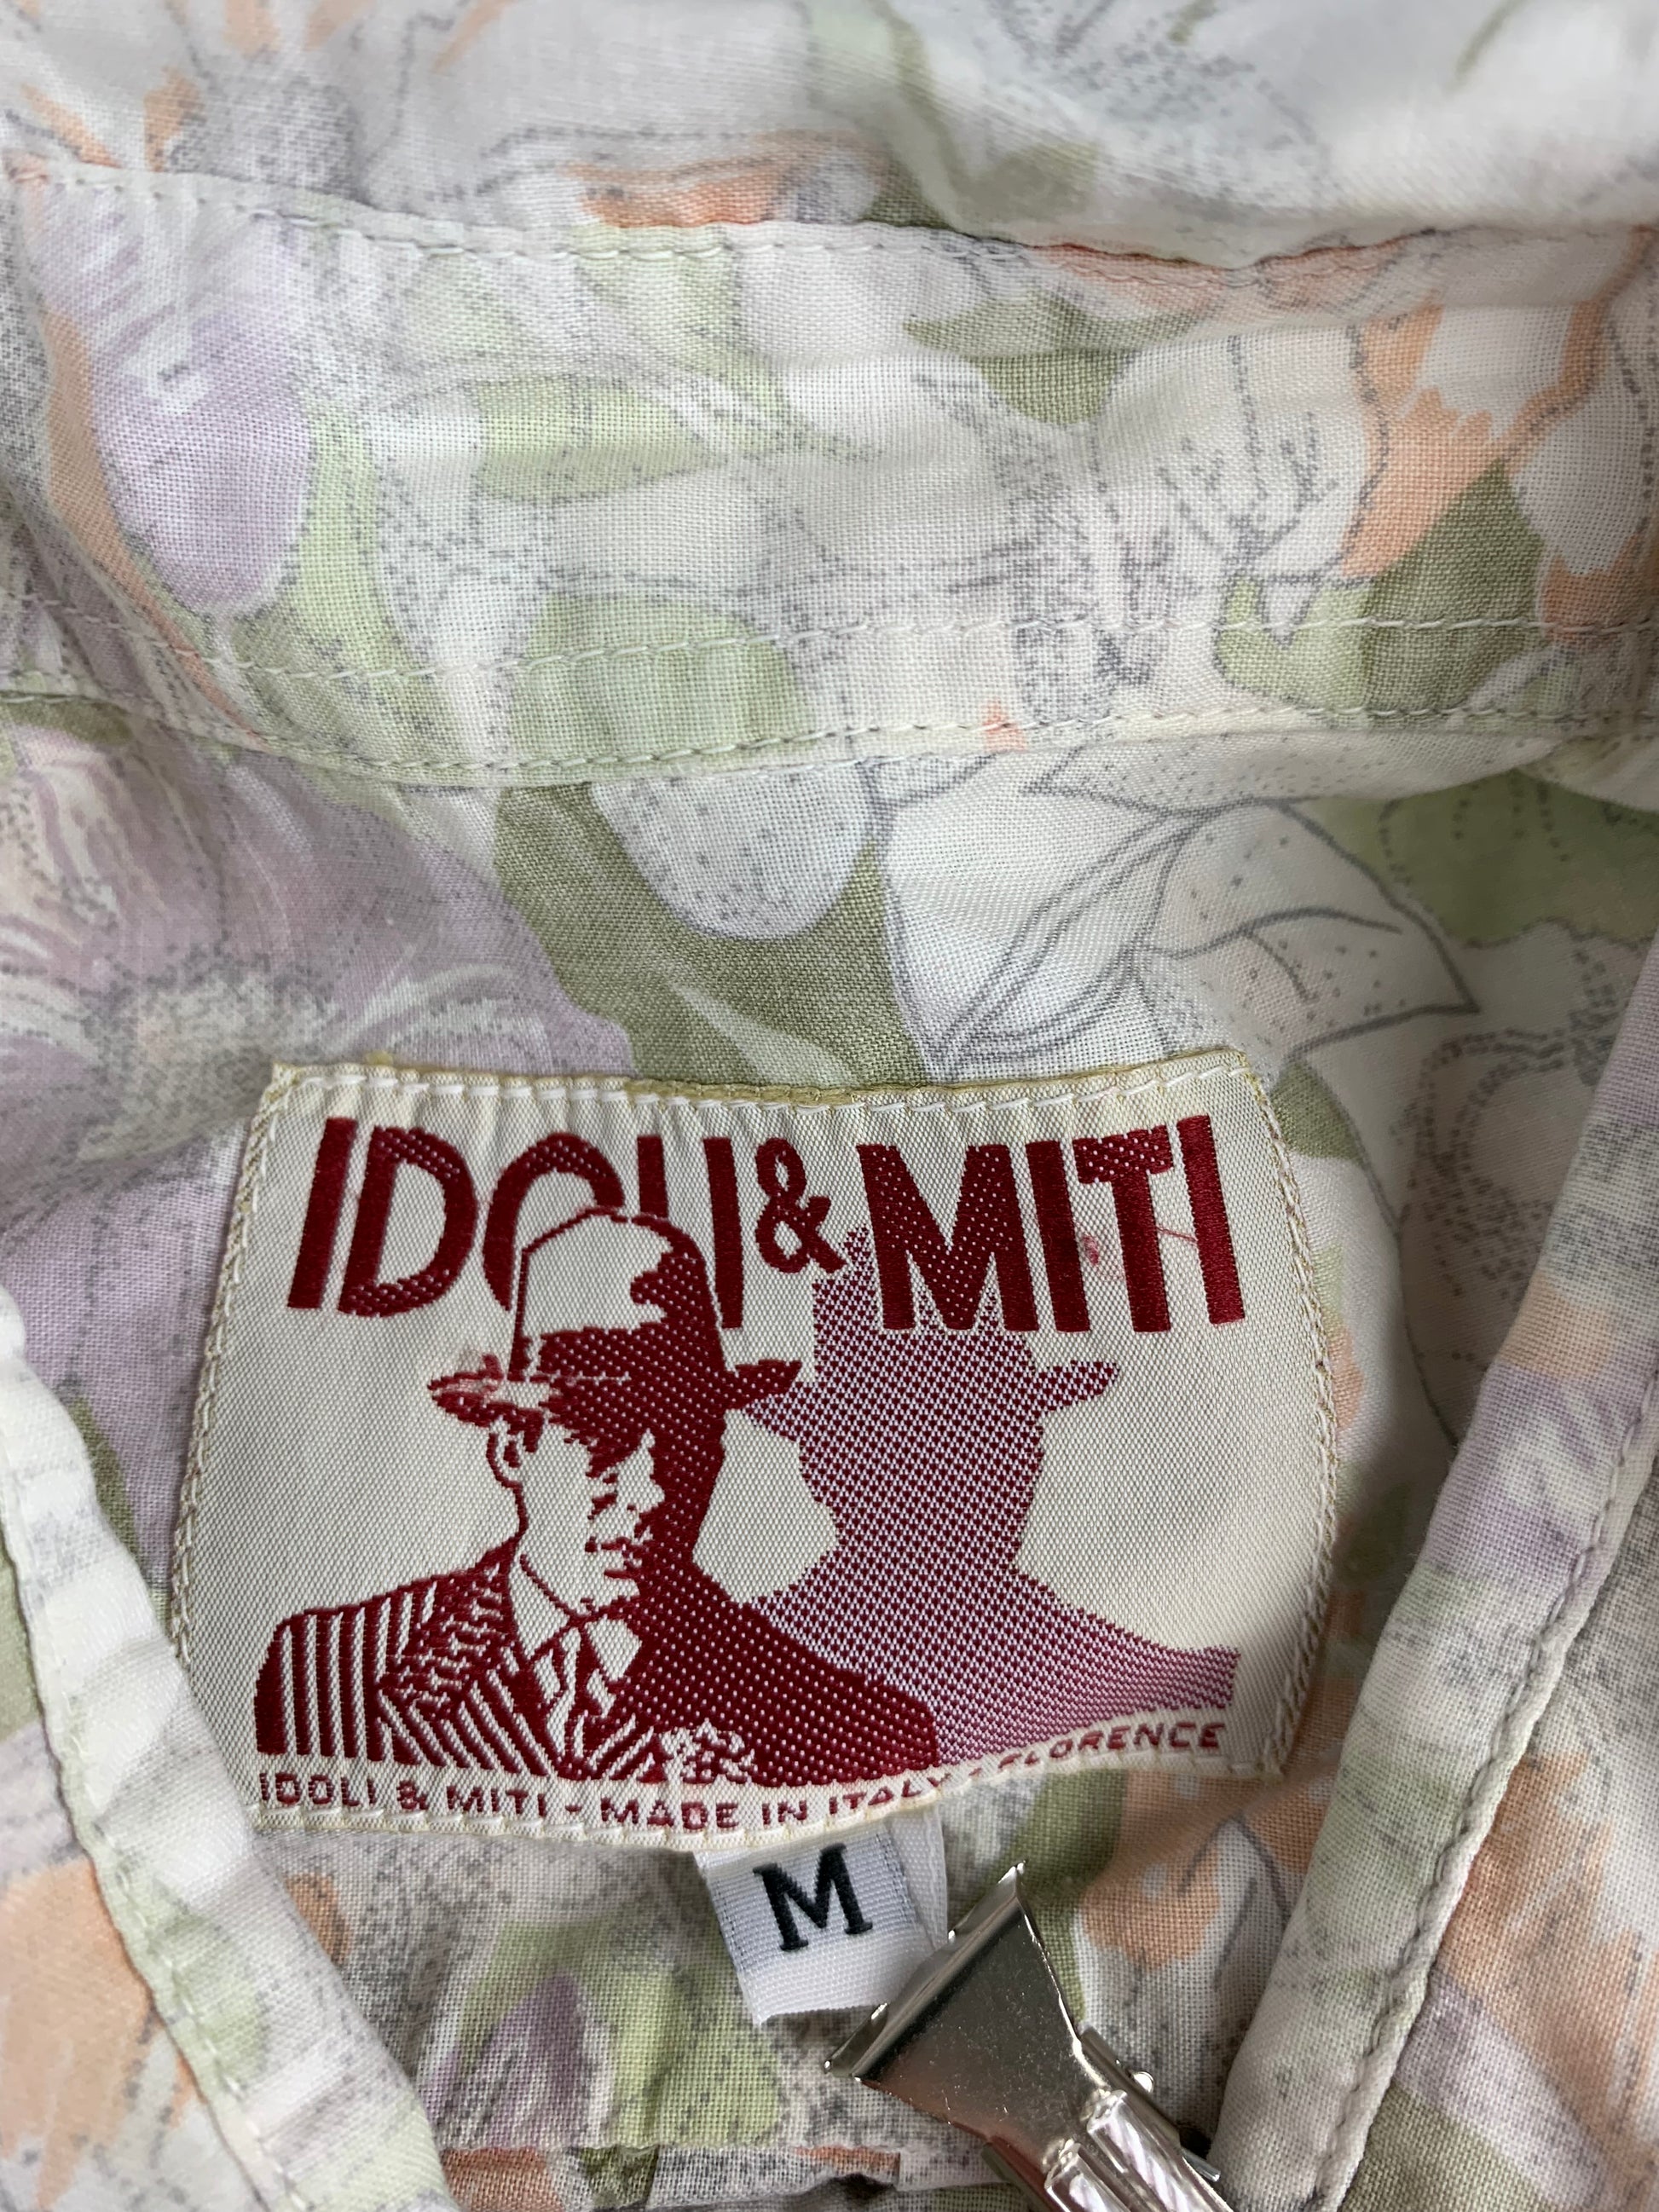 IDOLI & MITI
IDOLI & MITI - MADE IN ITALY - FLORENCE
M